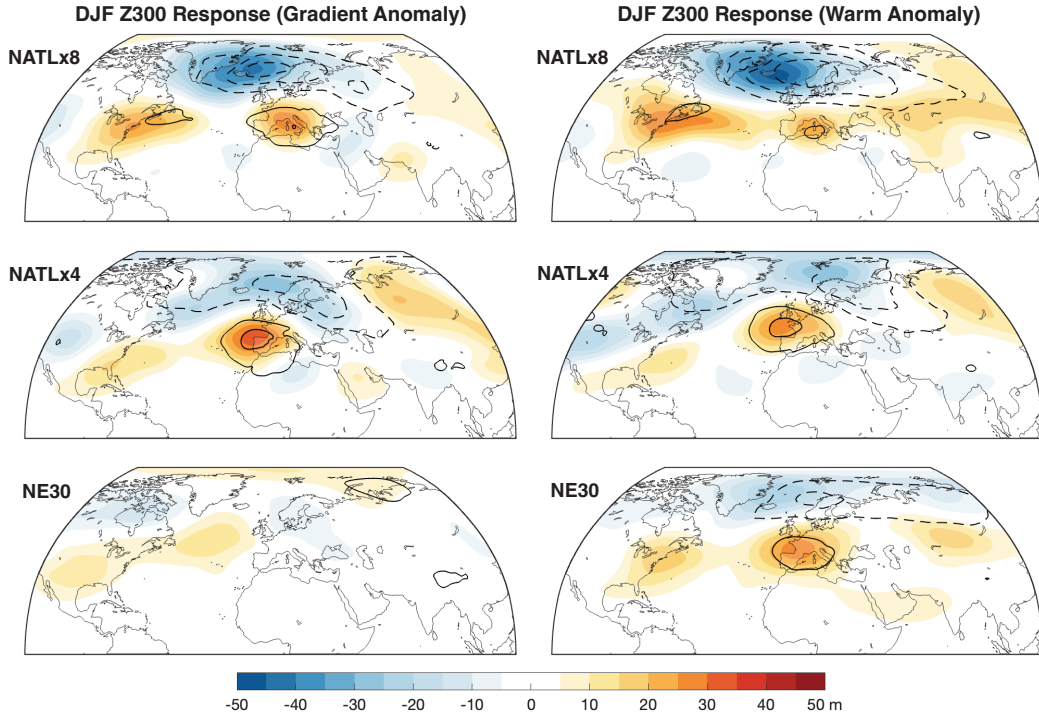 DJF Z300 Response (Gradient Anomaly)
DJF Z300 Response (Warm Anomaly)
NATLx8
NATLx8
NATLx4
NATLx4
NE30
NE30
-50 -40 -30 -20 -10 0 10 20 30 40 50 m